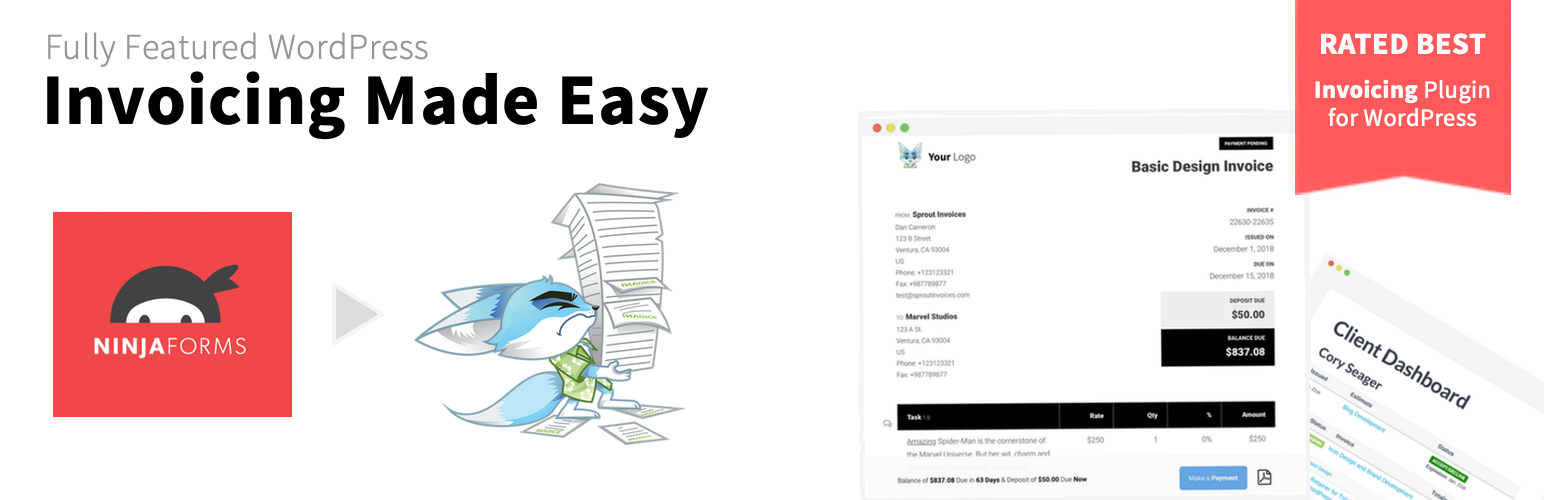 Fully Featured WordPress
Invoicing Made Easy
NINJAFORMS
INVOICE
INVOICE
INVOICE
INVOICE
INVOICE
RATED BEST
Invoicing Plugin
for WordPress
Your Logo
PAYMENT PENDING
Basic Design Invoice
FROM: Sprout Invoices
Dan Cameron
123 B Street
Ventura, CA 93004
US
Phone: +123123321
Fax: +987789877
test@sproutinvoices.com
TO: Marvel Studios
123 A St.
Ventura, CA 93004
US
Phone: +123123321
Fax: +987789877
INVOICE #
22630-22635
ISSUED ON
December 1, 2018
DUE ON
December 15, 2018
DEPOSIT DUE
$50.00
BALANCE DUE
$837.08
Task 1.0 Rate Qty % Amount
Amazing Spider-Man is the cornerstone of $250 1 0% $250
the Marvel Universe. But her wit, charm and
Balance of $837.08 Due in 63 Days & Deposit of $50.00 Due Now
Make a Payment
Client Dashboard
Cory Seager
Issued Estimate Status
Blog Development
Status Invoice
Icon Design and Brand Development